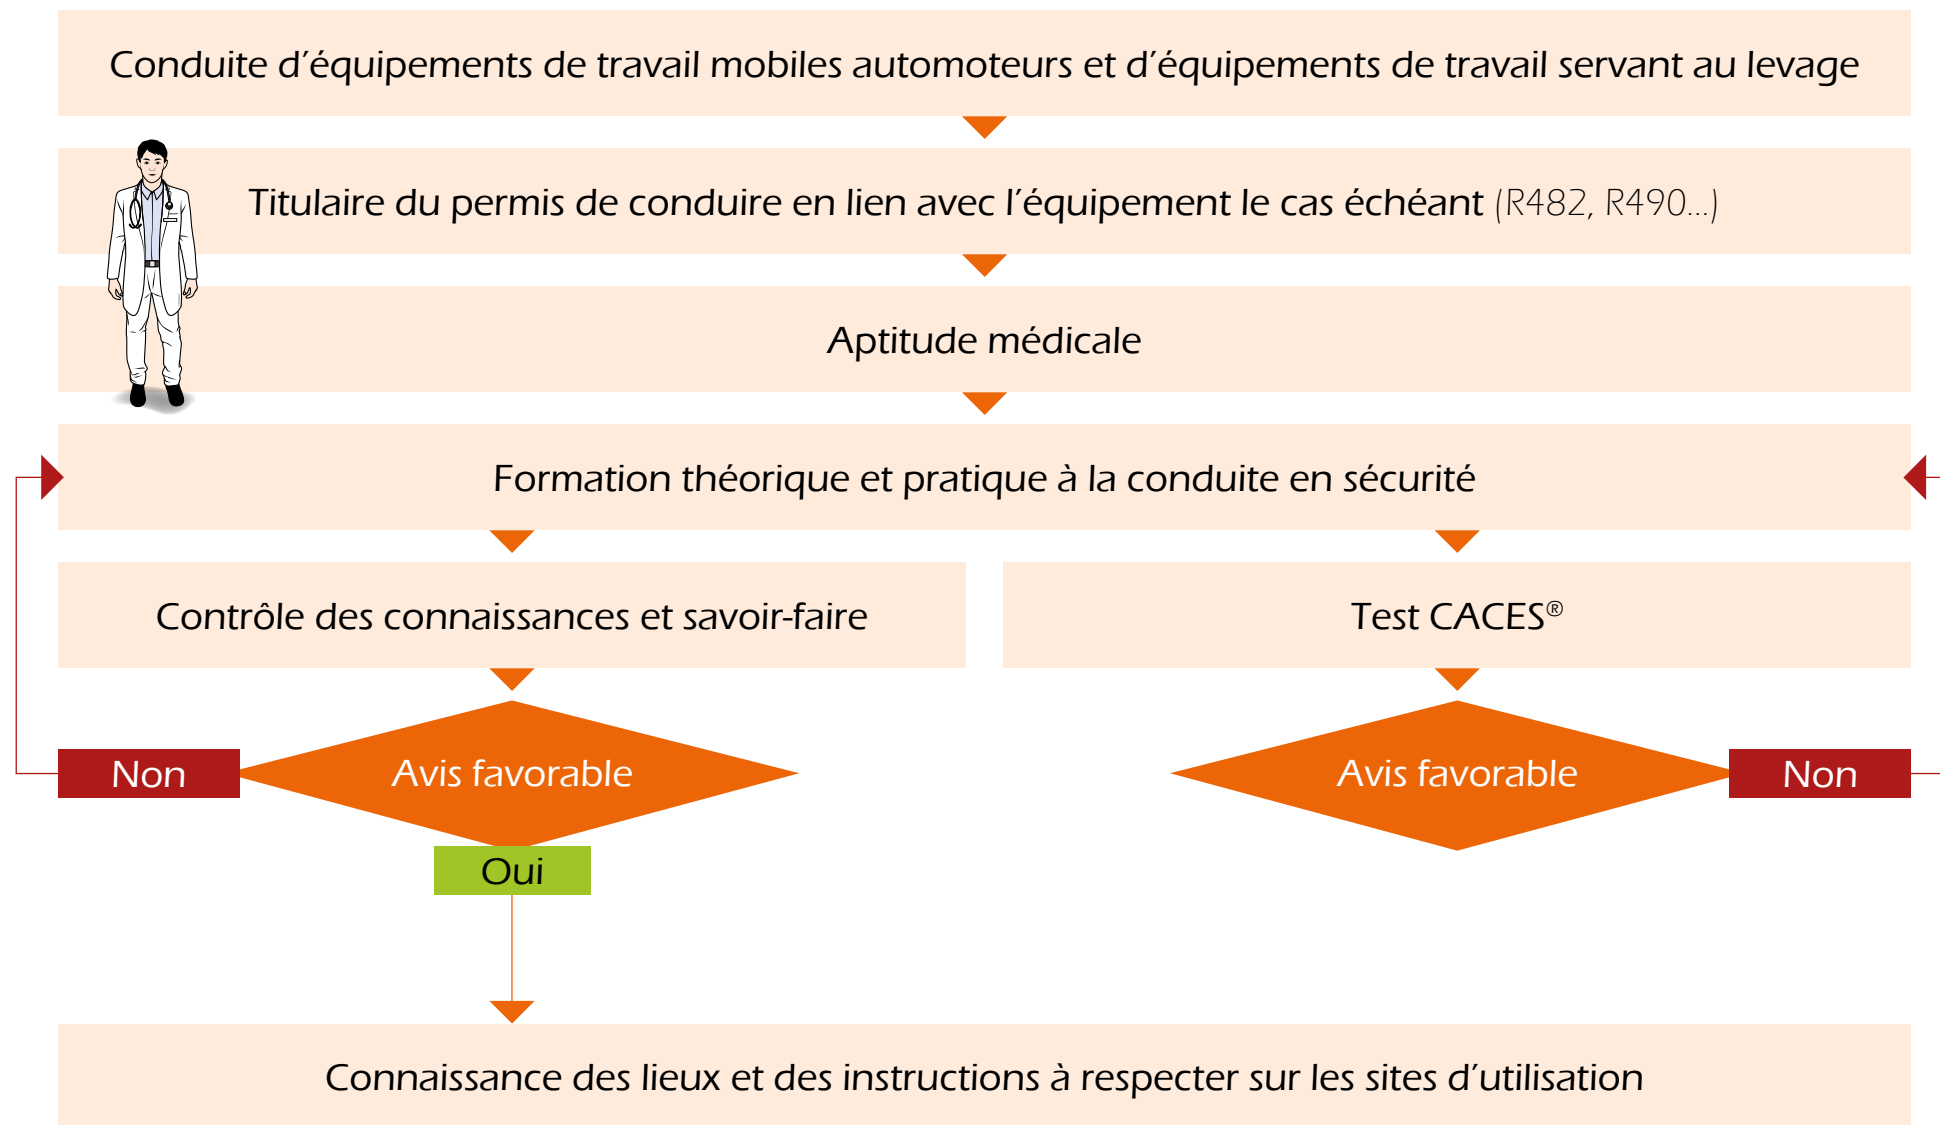 Conduite d’équipements de travail mobiles automoteurs et d’équipements de travail servant au levage
Titulaire du permis de conduire en lien avec l’équipement le cas échéant (R482, R490...)
Aptitude médicale
Formation théorique et pratique à la conduite en sécurité
Contrôle des connaissances et savoir-faire
Test CACES®
Non
Avis favorable
Avis favorable
Non
Oui
Connaissance des lieux et des instructions à respecter sur les sites d’utilisation